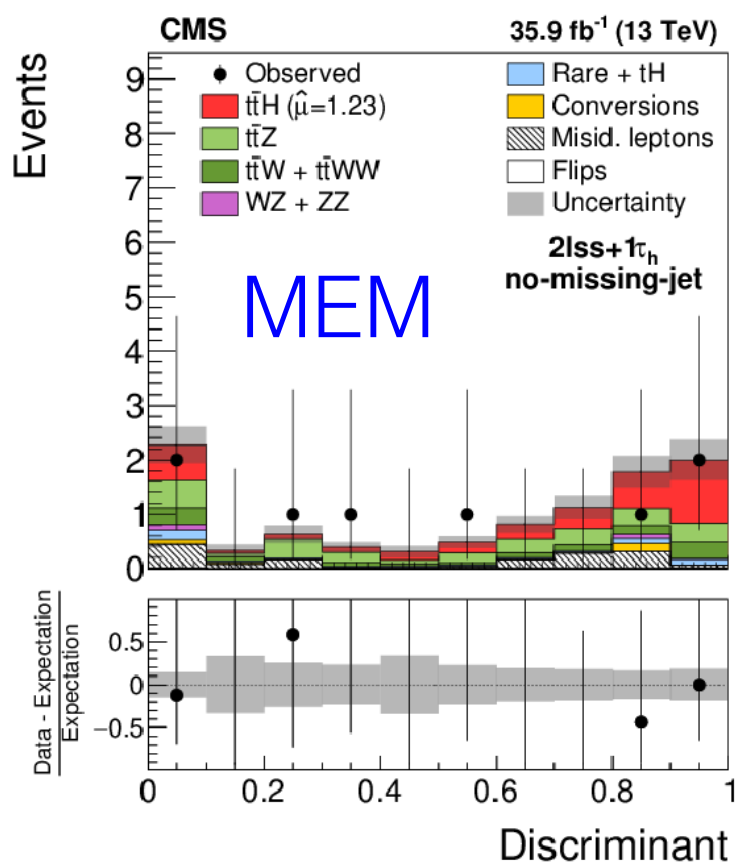 CMS 35.9 fb⁻¹ (13 TeV)
Events
9
8
7
6
5
4
3
2
1
0
Observed
tt̄H (μ̂=1.23)
tt̄Z
tt̄W + tt̄WW
WZ + ZZ
Rare + tH
Conversions
Misid. leptons
Flips
Uncertainty
2lss+1τh
no-missing-jet
MEM
Data - Expectation
Expectation
0.5
0
−0.5
0 0.2 0.4 0.6 0.8 1
Discriminant